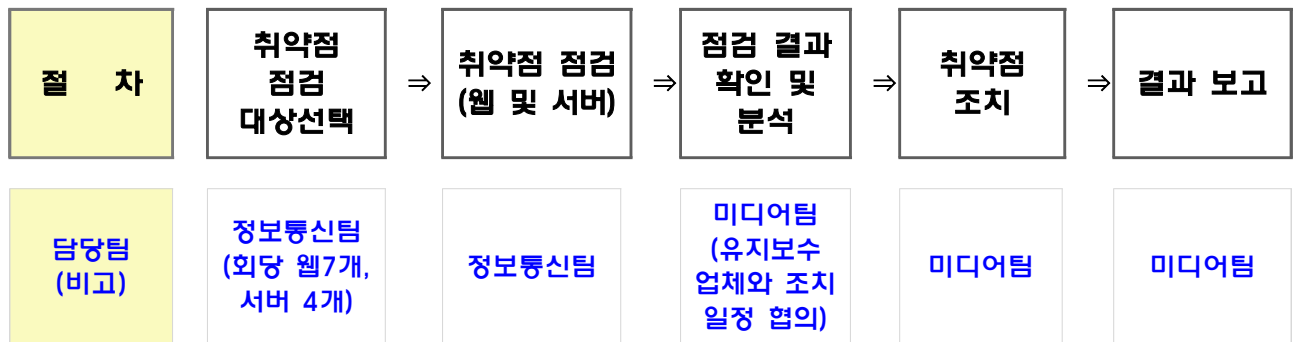 절 차
취약점
점검
대상선택
⇒
취약점 점검
(웹 및 서버)
⇒
점검 결과
확인 및
분석
⇒
취약점
조치
⇒
결과 보고
담당팀
(비고)
정보통신팀
(회당 웹7개,
서버 4개)
정보통신팀
미디어팀
(유지보수
업체와 조치
일정 협의)
미디어팀
미디어팀